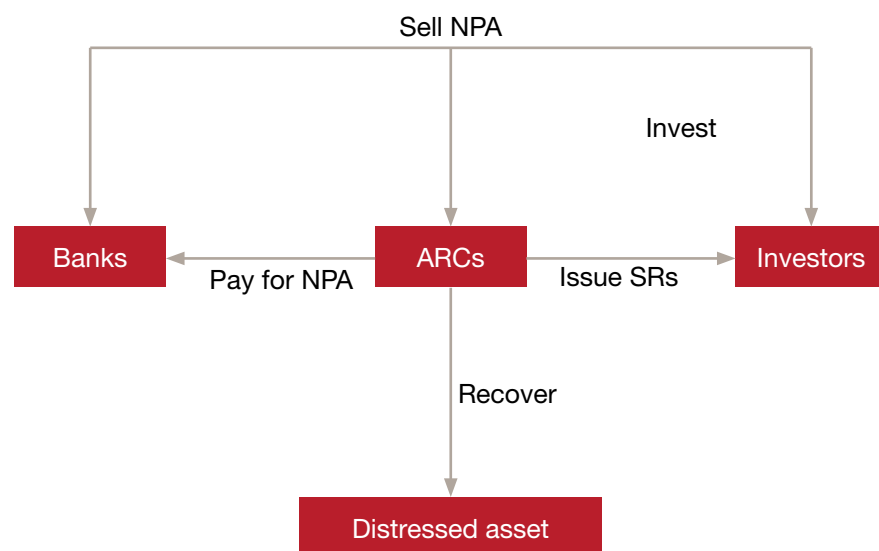 Sell NPA
Invest
Banks
ARCs
Investors
Pay for NPA
Issue SRs
Recover
Distressed asset